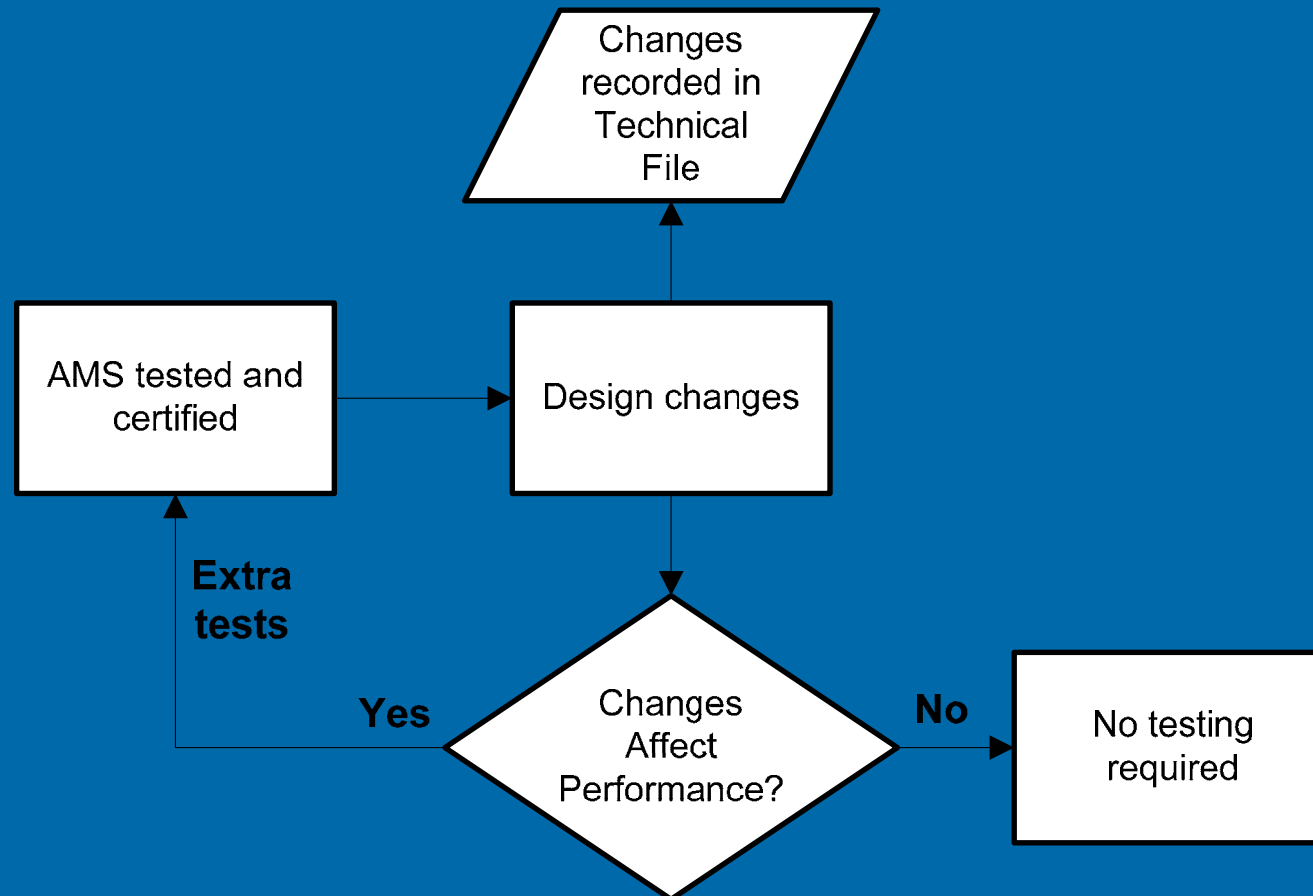 Changes
recorded in
Technical
File
AMS tested and
certified
Design changes
Extra
tests
Yes
Changes
Affect
Performance?
No
No testing
required